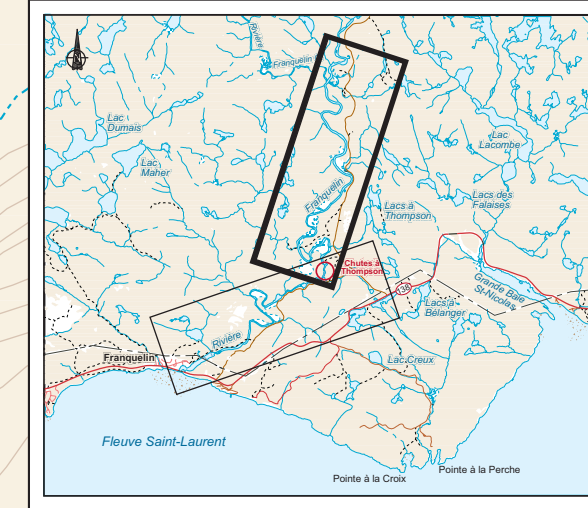 Rivière
Franquelin
Lac
Dumais
Lac
Maher
Lac
Lacombe
Franquelin
Lacs à
Thompson
Lacs des
Falaises
Chutes à
Thompson
138
Grande Baie
St-Nicolas
Lacs à
Bélanger
Rivière
Franquelin
Lac Creux
Fleuve Saint-Laurent
Pointe à la Croix
Pointe à la Perche